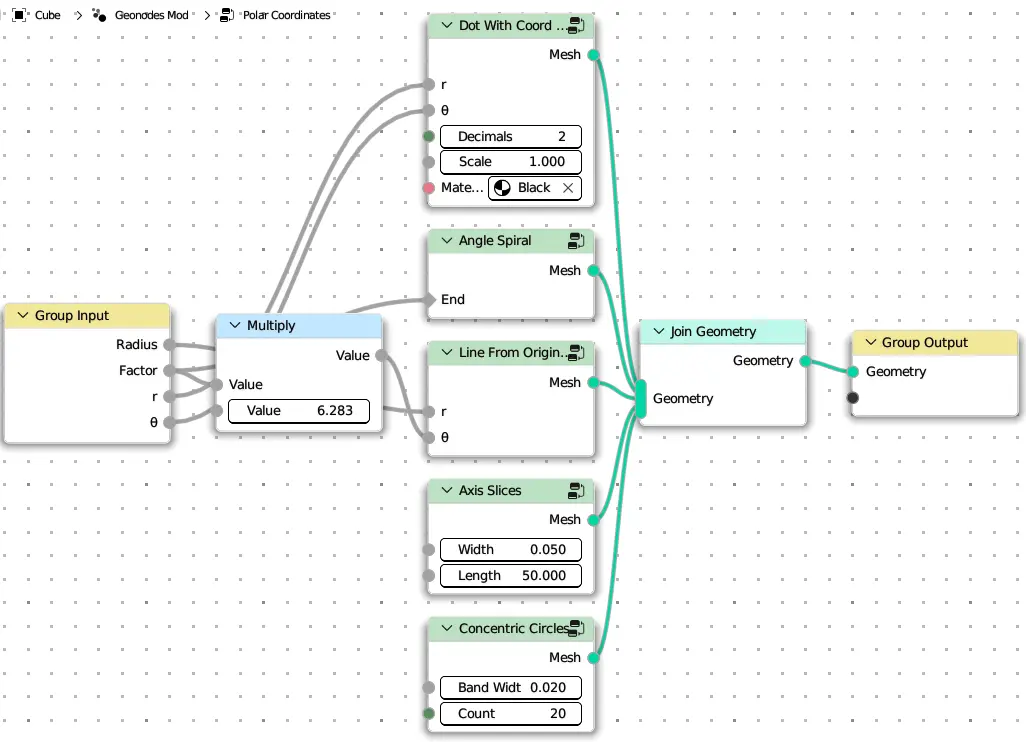 Cube > Geonodes Mod > Polar Coordinates
Dot With Coord ...
Mesh
r
θ
Decimals 2
Scale 1.000
Mate... Black
Angle Spiral
Mesh
End
Group Input
Radius
Factor
r
θ
Multiply
Value
Value
Value 6.283
Line From Origin...
Mesh
r
θ
Axis Slices
Mesh
Width 0.050
Length 50.000
Concentric Circles
Mesh
Band Widt 0.020
Count 20
Join Geometry
Geometry
Geometry
Group Output
Geometry